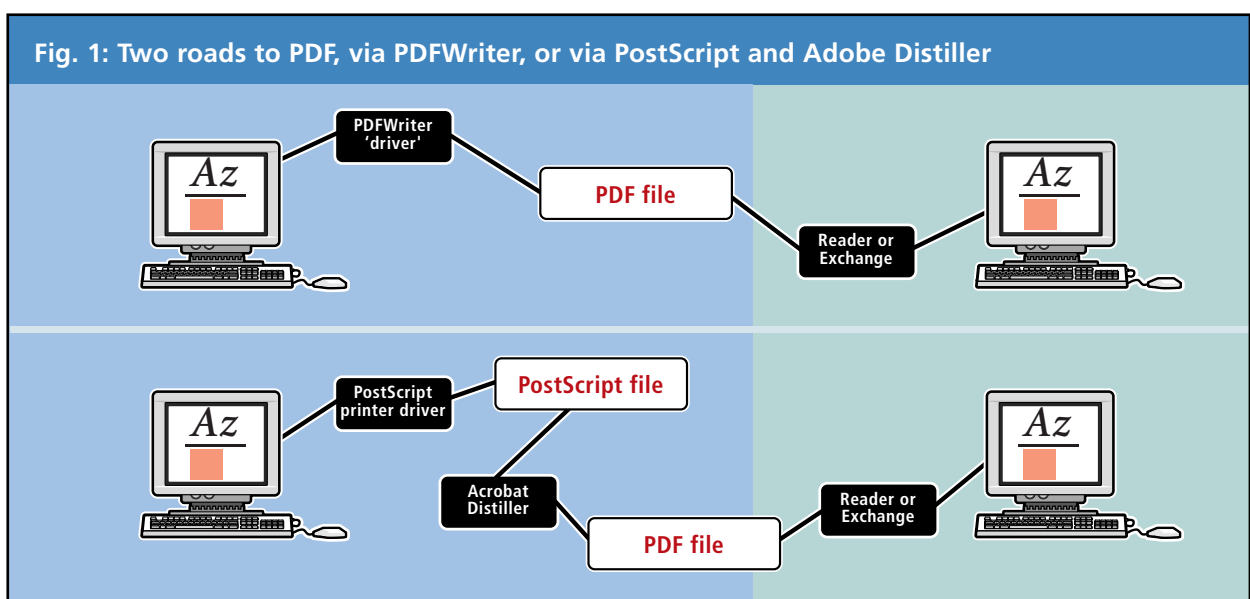 Fig. 1: Two roads to PDF, via PDFWriter, or via PostScript and Adobe Distiller
PDFWriter
‘driver'
Az
PDF file
Reader or
Exchange
Az
PostScript
printer driver
PostScript file
Az
Acrobat
Distiller
PDF file
Reader or
Exchange
Az